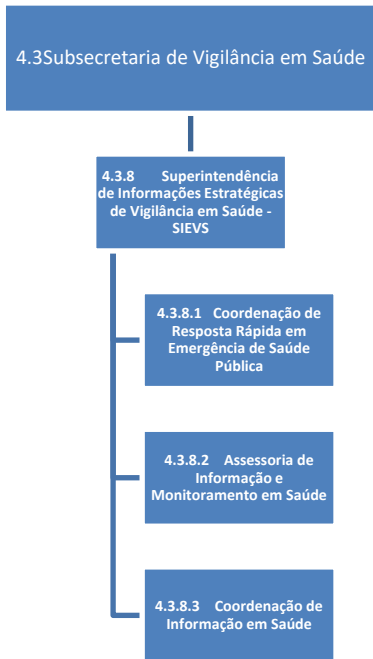 4.3Subsecretaria de Vigilância em Saúde
4.3.8 Superintendência
de Informações Estratégicas
de Vigilância em Saúde -
SIEVS
4.3.8.1 Coordenação de
Resposta Rápida em
Emergência de Saúde
Pública
4.3.8.2 Assessoria de
Informação e
Monitoramento em Saúde
4.3.8.3 Coordenação de
Informação em Saúde